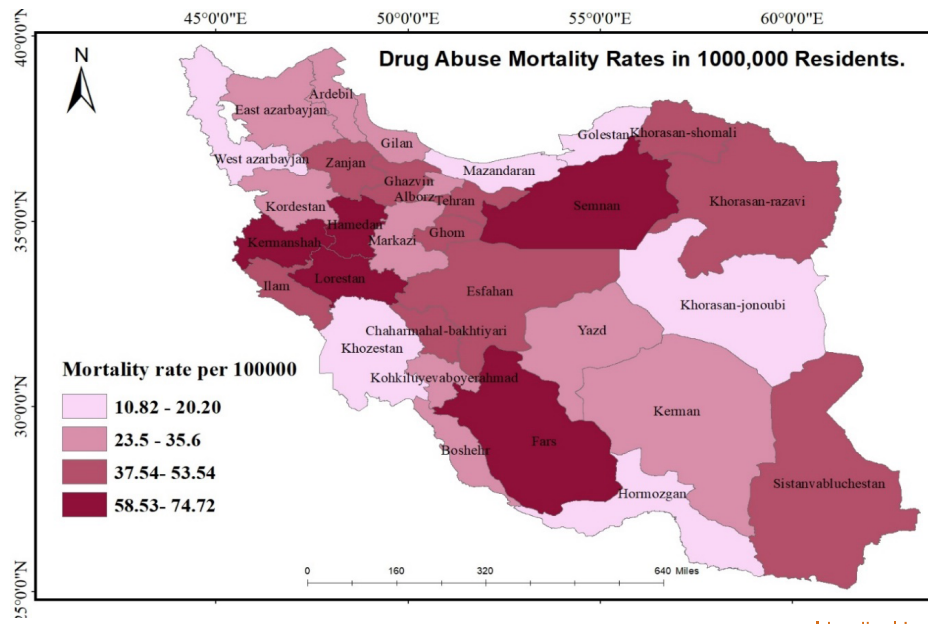 45°0'0"E 50°0'0"E 55°0'0"E 60°0'0"E
40°0'0"N
35°0'0"N
30°0'0"N
25°0'0"N
N
Drug Abuse Mortality Rates in 1000,000 Residents.
Ardebil
East azarbayjan
Gilan
Golestan
Khorasan-shomali
West azarbayjan
Zanjan
Mazandaran
Ghazvin
Alborz
Tehran
Khorasan-razavi
Kordestan
Semnan
Hamedan
Markazi
Ghom
Kermanshah
Lorestan
Ilam
Esfahan
Khorasan-jonoubi
Chaharmahal-bakhtiyari
Yazd
Khozestan
Kohkiluyevaboyerahmad
Kerman
Fars
Boshehr
Sistanvabluchestan
Hormozgan
Mortality rate per 100000
10.82 - 20.20
23.5 - 35.6
37.54- 53.54
58.53- 74.72
0 160 320 640 Miles